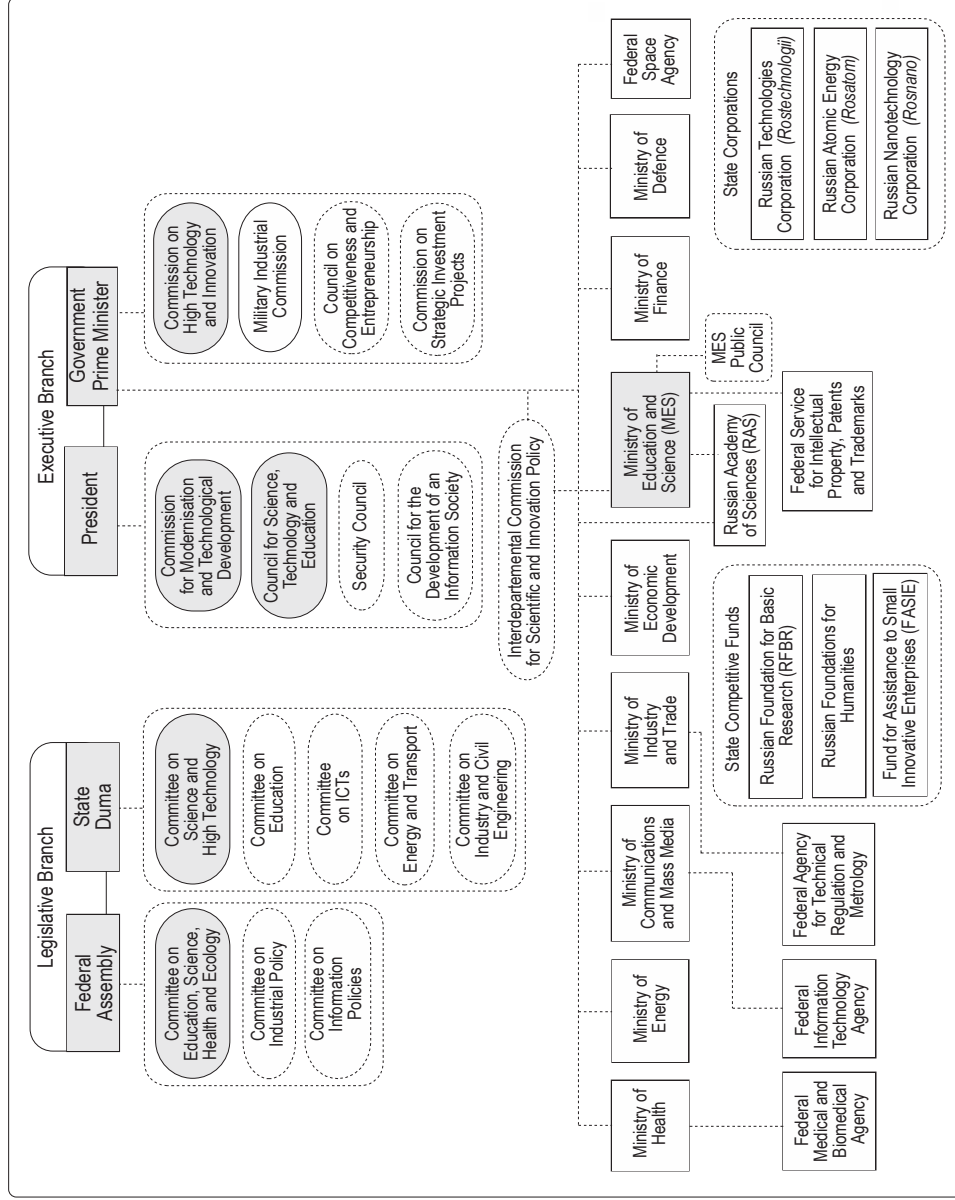 Legislative Branch
Federal
Assembly
State
Duma
Committee on
Education, Science,
Health and Ecology
Committee on
Industrial Policy
Committee on
Information
Policies
Committee on
Science and
High Technology
Committee on
Education
Committee
on ICTs
Committee on
Energy and Transport
Committee on
Industry and Civil
Engineering
Executive Branch
President
Government
Prime Minister
Commission
for Modernisation
and Technological
Development
Council for Science,
Technology and
Education
Security Council
Council for the
Development of an
Information Society
Commission on
High Technology
and Innovation
Military Industrial
Commission
Council on
Competitiveness and
Entrepreneurship
Commission on
Strategic Investment
Projects
Interdepartemental Commission
for Scientific and Innovation Policy
Ministry of
Health
Ministry of
Energy
Ministry of
Communications
and Mass Media
Ministry of
Industry
and Trade
Ministry of
Economic
Development
Ministry of
Education and
Science (MES)
Ministry of
Finance
Ministry of
Defence
Federal
Space
Agency
Russian Academy
of Sciences (RAS)
MES
Public
Council
Federal
Medical and
Biomedical
Agency
Federal
Information
Technology
Agency
Federal Agency
for Technical
Regulation and
Metrology
State Competitive Funds
Russian Foundation for Basic
Research (RFBR)
Russian Foundations for
Humanities
Fund for Assistance to Small
Innovative Enterprises (FASIE)
Federal Service
for Intellectual
Property, Patents
and Trademarks
State Corporations
Russian Technologies
Corporation (Rostechnologii)
Russian Atomic Energy
Corporation (Rosatom)
Russian Nanotechnology
Corporation (Rosnano)